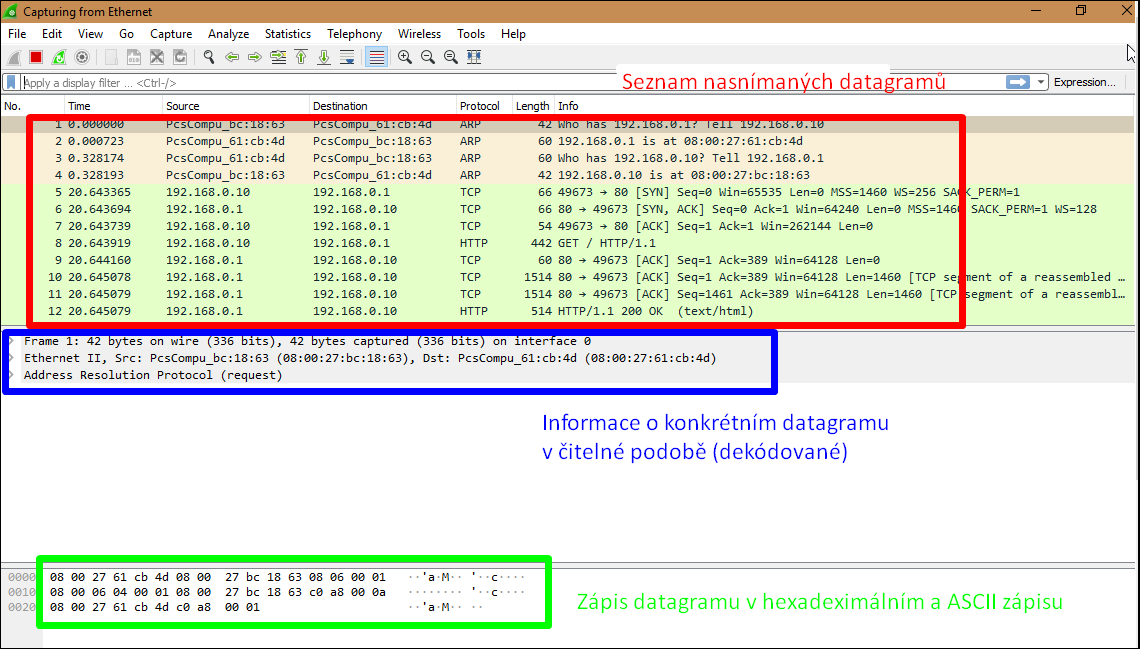 Capturing from Ethernet
File Edit View Go Capture Analyze Statistics Telephony Wireless Tools Help
Apply a display filter ... <Ctrl-/> Expression...
Seznam nasnímaných datagramů
No. Time Source Destination Protocol Length Info
1 0.000000 PcsCompu_bc:18:63 PcsCompu_61:cb:4d ARP 42 Who has 192.168.0.1? Tell 192.168.0.10
2 0.000723 PcsCompu_61:cb:4d PcsCompu_bc:18:63 ARP 60 192.168.0.1 is at 08:00:27:61:cb:4d
3 0.328174 PcsCompu_61:cb:4d PcsCompu_bc:18:63 ARP 60 Who has 192.168.0.10? Tell 192.168.0.1
4 0.328193 PcsCompu_bc:18:63 PcsCompu_61:cb:4d ARP 42 192.168.0.10 is at 08:00:27:bc:18:63
5 20.643365 192.168.0.10 192.168.0.1 TCP 66 49673 → 80 [SYN] Seq=0 Win=65535 Len=0 MSS=1460 WS=256 SACK_PERM=1
6 20.643694 192.168.0.1 192.168.0.10 TCP 66 80 → 49673 [SYN, ACK] Seq=0 Ack=1 Win=64240 Len=0 MSS=1460 SACK_PERM=1 WS=128
7 20.643739 192.168.0.10 192.168.0.1 TCP 54 49673 → 80 [ACK] Seq=1 Ack=1 Win=262144 Len=0
8 20.643919 192.168.0.10 192.168.0.1 HTTP 442 GET / HTTP/1.1
9 20.644160 192.168.0.1 192.168.0.10 TCP 60 80 → 49673 [ACK] Seq=1 Ack=389 Win=64128 Len=0
10 20.645078 192.168.0.1 192.168.0.10 TCP 1514 80 → 49673 [ACK] Seq=1 Ack=389 Win=64128 Len=1460 [TCP segment of a reassembled …
11 20.645079 192.168.0.1 192.168.0.10 TCP 1514 80 → 49673 [ACK] Seq=1461 Ack=389 Win=64128 Len=1460 [TCP segment of a reassembl…
12 20.645079 192.168.0.1 192.168.0.10 HTTP 514 HTTP/1.1 200 OK (text/html)
Frame 1: 42 bytes on wire (336 bits), 42 bytes captured (336 bits) on interface 0
Ethernet II, Src: PcsCompu_bc:18:63 (08:00:27:bc:18:63), Dst: PcsCompu_61:cb:4d (08:00:27:61:cb:4d)
Address Resolution Protocol (request)
Informace o konkrétním datagramu
v čitelné podobě (dekódované)
0000 08 00 27 61 cb 4d 08 00 27 bc 18 63 08 06 00 01 ··'a·M·· '··c····
0010 08 00 06 04 00 01 08 00 27 bc 18 63 c0 a8 00 0a ········ '··c····
0020 08 00 27 61 cb 4d c0 a8 00 01 ··'a·M·· ··
Zápis datagramu v hexadeximálním a ASCII zápisu